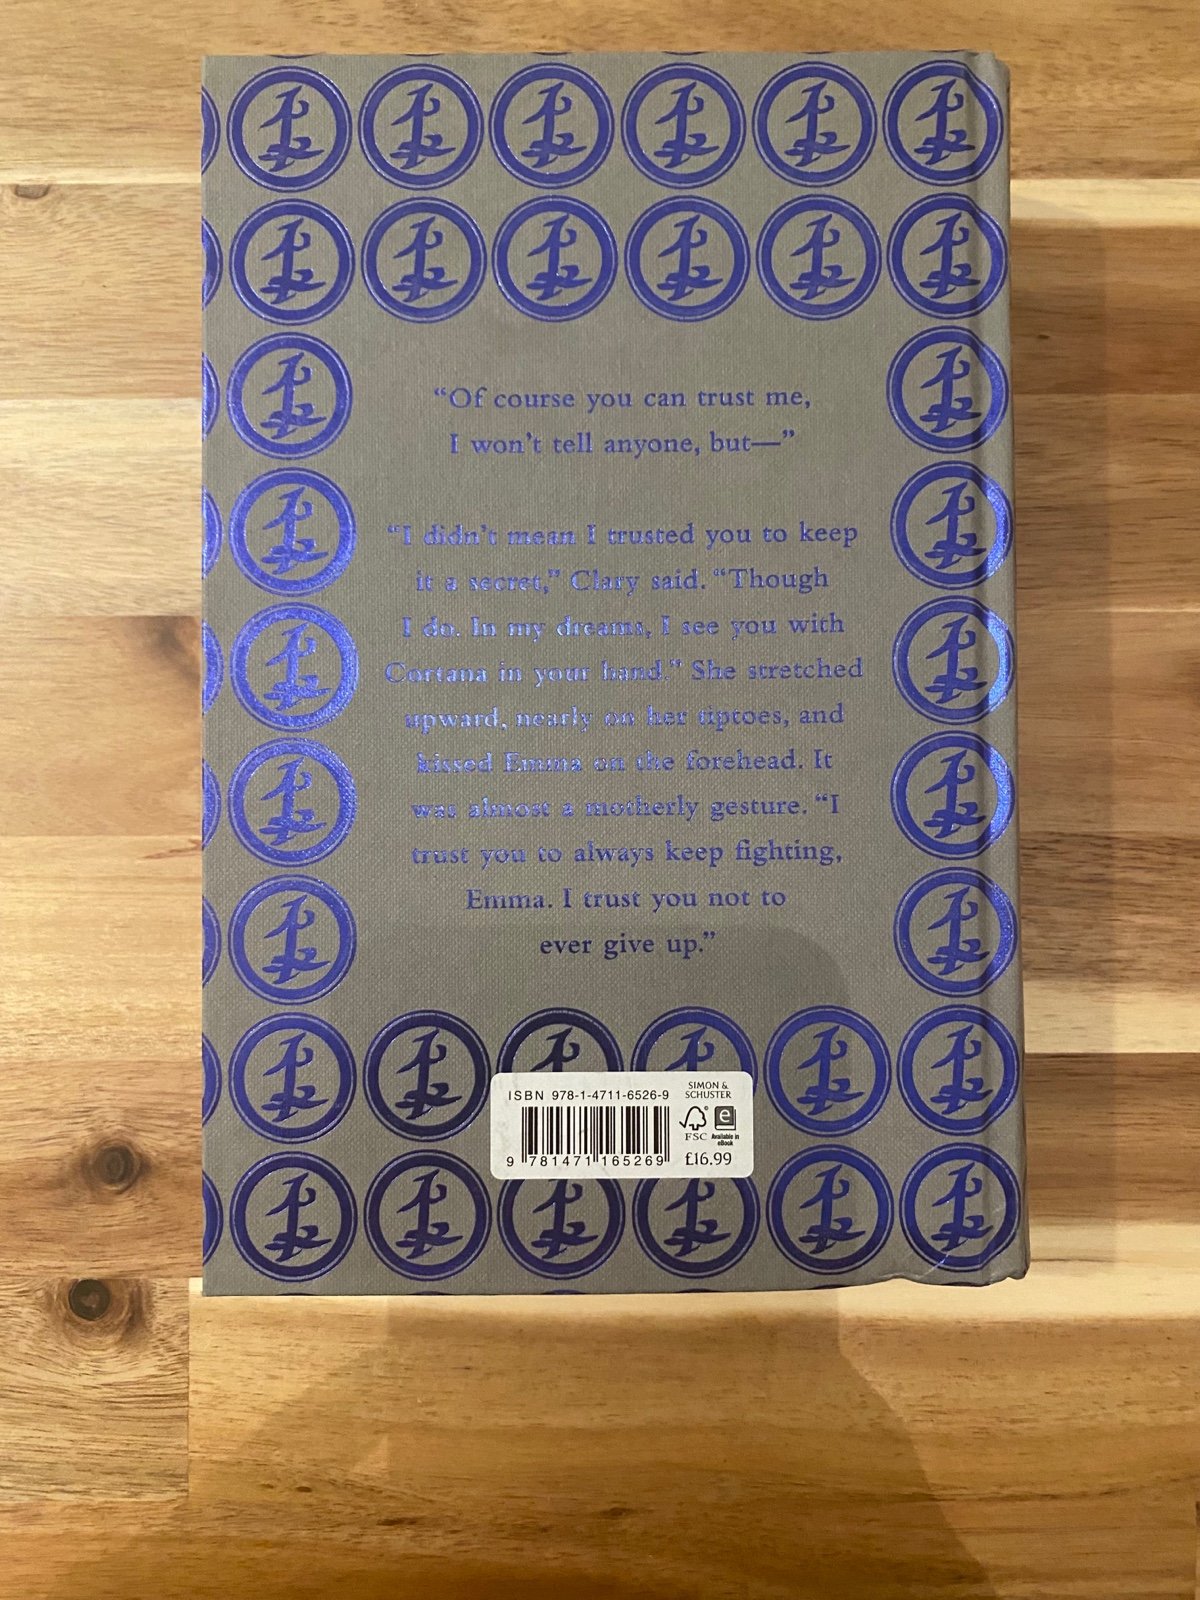 “Of course you can trust me,
I won’t tell anyone, but—”
“I didn’t mean I trusted you to keep
it a secret,” Clary said. “Though
I do. In my dreams, I see you with
Cortana in your hand.” She stretched
upward, nearly on her tiptoes, and
kissed Emma on the forehead. It
was almost a motherly gesture. “I
trust you to always keep fighting,
Emma. I trust you not to
ever give up.”
ISBN 978-1-4711-6526-9
SIMON &
SCHUSTER
FSC
Available in
eBook
9 781471 165269
£16.99